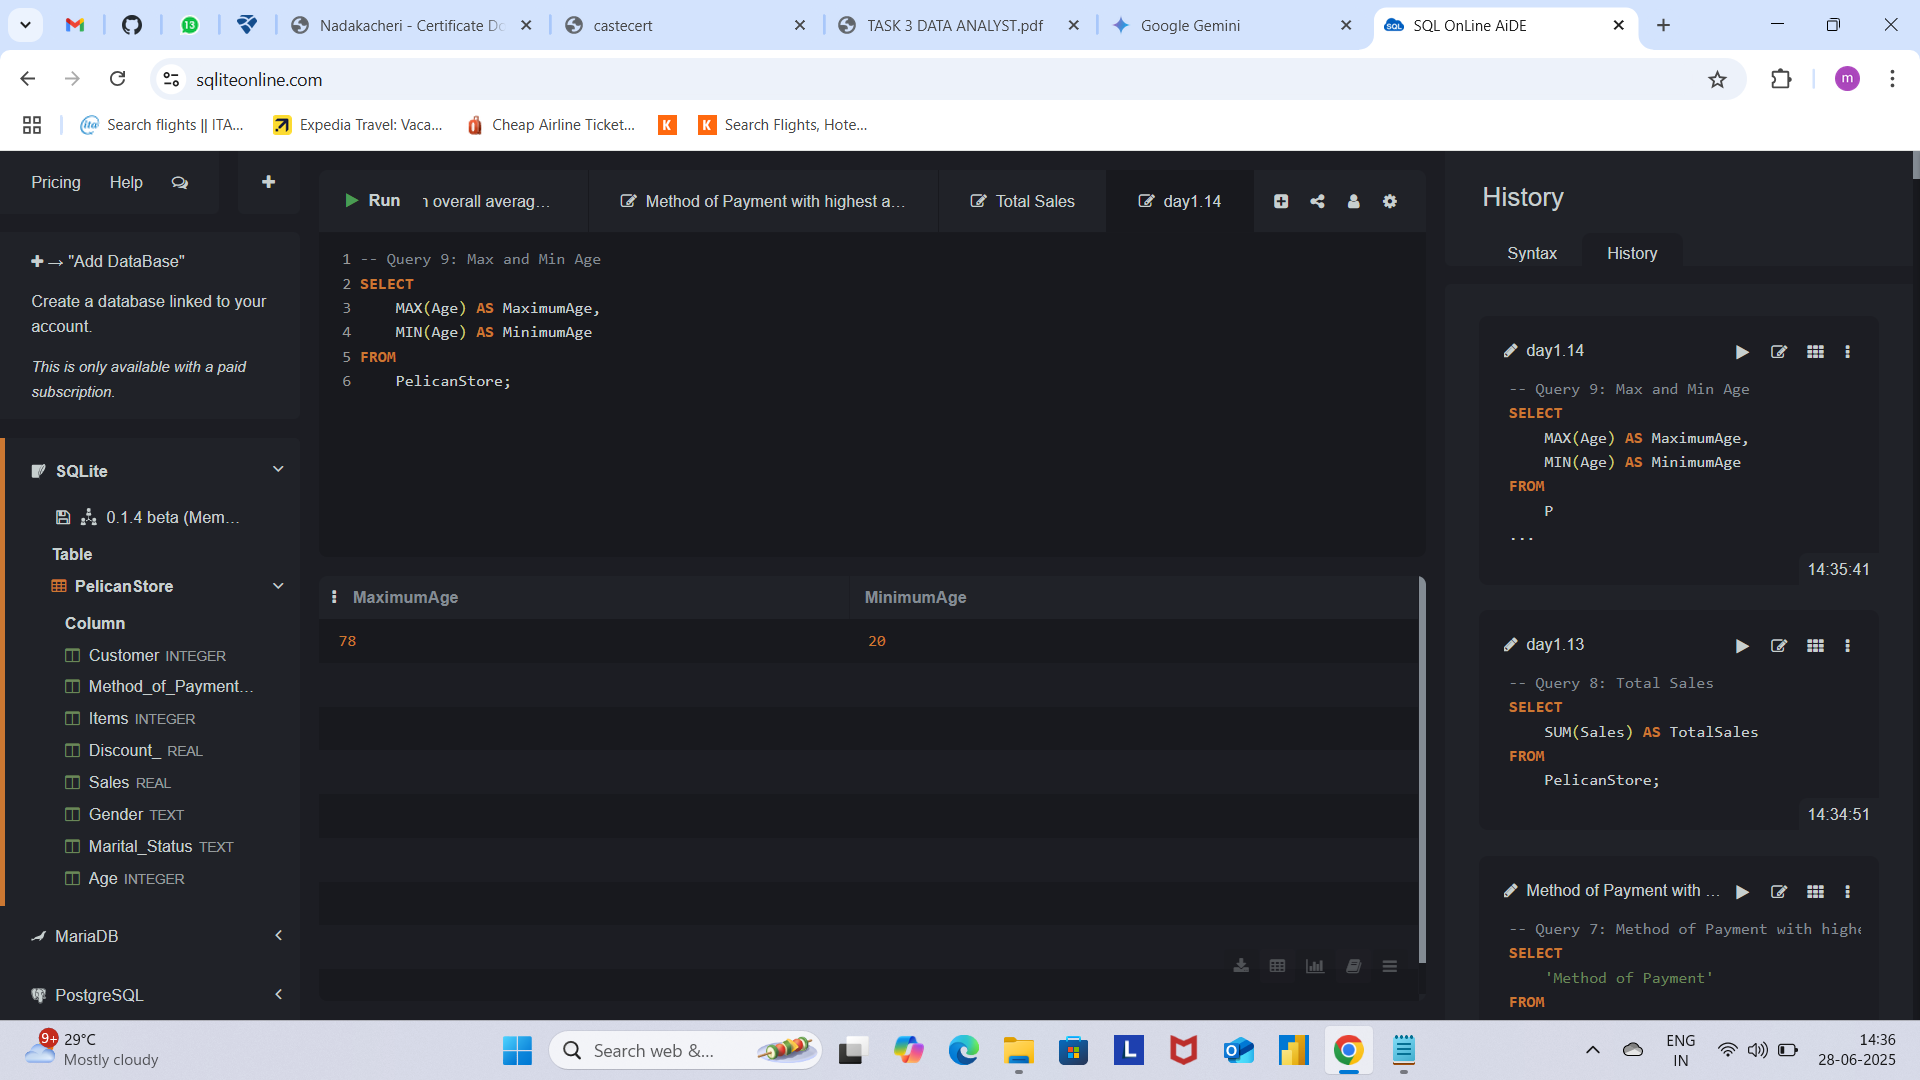 13
Nadakacheri - Certificate Do
castecert
TASK 3 DATA ANALYST.pdf
Google Gemini
SQL
SQL OnLine AiDE
sqliteonline.com
m
ita
Search flights || ITA...
Expedia Travel: Vaca...
Cheap Airline Ticket...
K
K
Search Flights, Hote...
Pricing
Help
→ "Add DataBase"
Create a database linked to your
account.
This is only available with a paid
subscription.
SQLite
0.1.4 beta (Mem...
Table
PelicanStore
Column
Customer INTEGER
Method_of_Payment...
Items INTEGER
Discount_ REAL
Sales REAL
Gender TEXT
Marital_Status TEXT
Age INTEGER
MariaDB
PostgreSQL
Run
overall averag...
Method of Payment with highest a...
Total Sales
day1.14
1 -- Query 9: Max and Min Age
2 SELECT
3 MAX(Age) AS MaximumAge,
4 MIN(Age) AS MinimumAge
5 FROM
6 PelicanStore;
MaximumAge
MinimumAge
78
20
History
Syntax
History
day1.14
-- Query 9: Max and Min Age
SELECT
MAX(Age) AS MaximumAge,
MIN(Age) AS MinimumAge
FROM
P
...
14:35:41
day1.13
-- Query 8: Total Sales
SELECT
SUM(Sales) AS TotalSales
FROM
PelicanStore;
14:34:51
Method of Payment with ...
-- Query 7: Method of Payment with highe
SELECT
'Method of Payment'
FROM
9+
29°C
Mostly cloudy
Search web &...
L
ENG
IN
14:36
28-06-2025